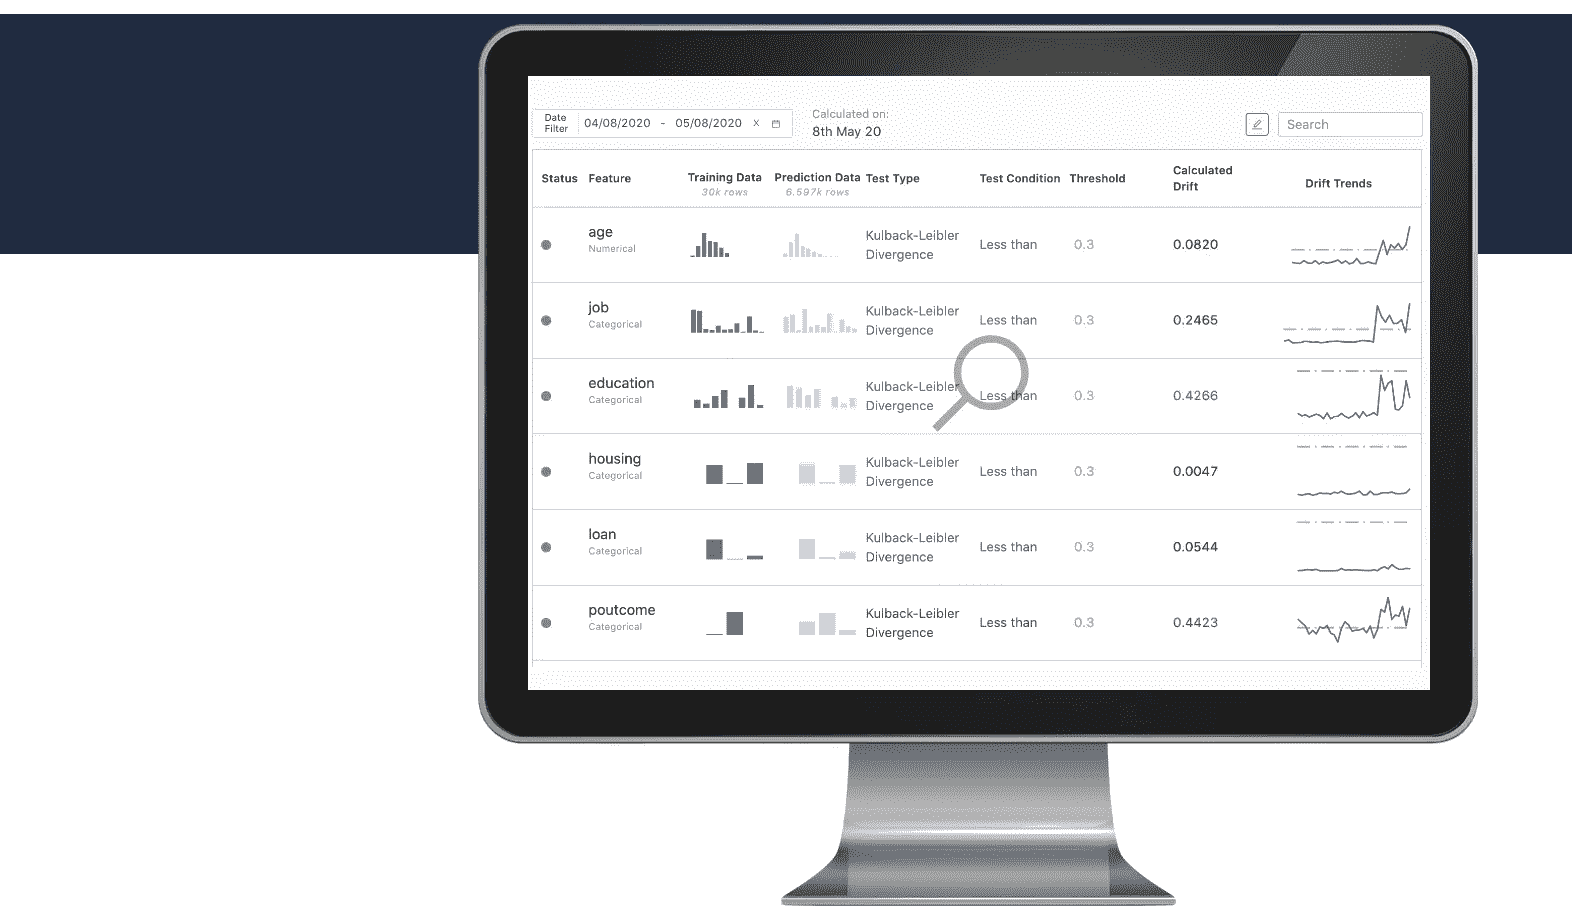 Date
Filter
04/08/2020 - 05/08/2020 X
Calculated on:
8th May 20
Search
Status Feature Training Data Prediction Data Test Type Test Condition Threshold Calculated Drift Drift Trends
30k rows 6.597k rows
age
Numerical
Kulback-Leibler
Divergence
Less than 0.3 0.0820
job
Categorical
Kulback-Leibler
Divergence
Less than 0.3 0.2465
education
Categorical
Kulback-Leibler
Divergence
Less than 0.3 0.4266
housing
Categorical
Kulback-Leibler
Divergence
Less than 0.3 0.0047
loan
Categorical
Kulback-Leibler
Divergence
Less than 0.3 0.0544
poutcome
Categorical
Kulback-Leibler
Divergence
Less than 0.3 0.4423